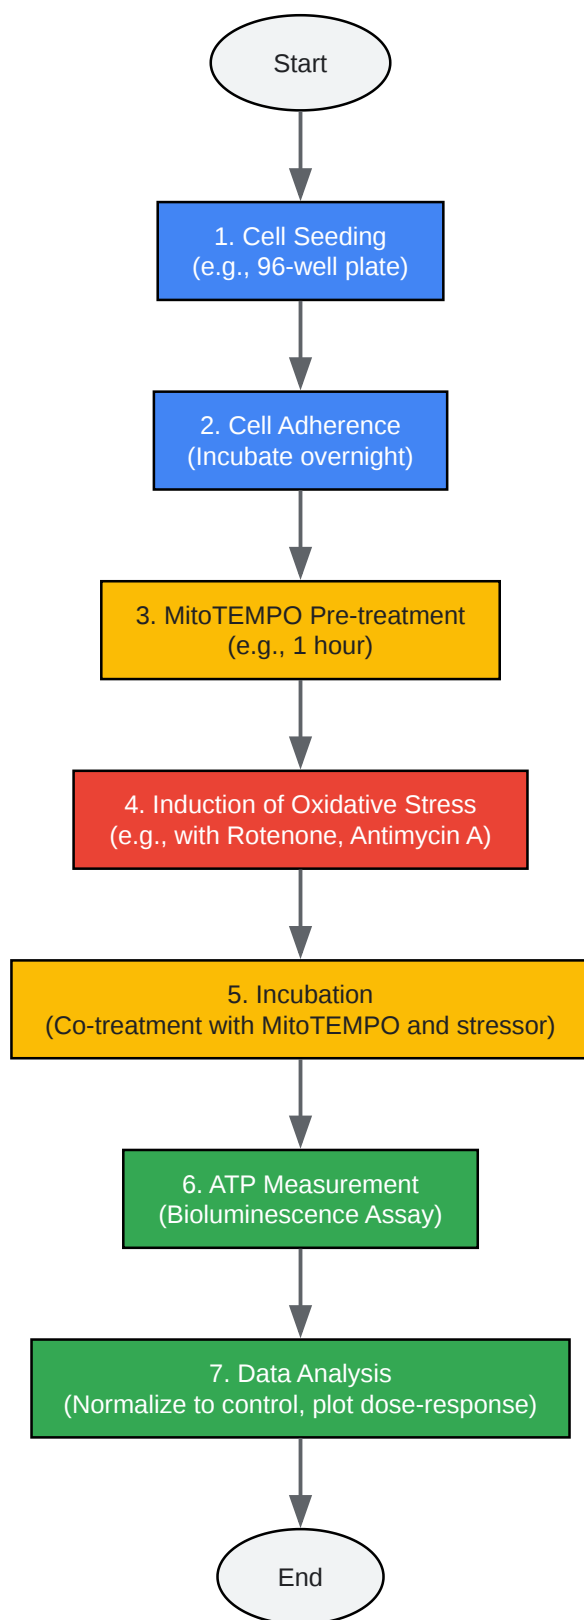 Start
1. Cell Seeding
(e.g., 96-well plate)
2. Cell Adherence
(Incubate overnight)
3. MitoTEMPO Pre-treatment
(e.g., 1 hour)
4. Induction of Oxidative Stress
(e.g., with Rotenone, Antimycin A)
5. Incubation
(Co-treatment with MitoTEMPO and stressor)
6. ATP Measurement
(Bioluminescence Assay)
7. Data Analysis
(Normalize to control, plot dose-response)
End